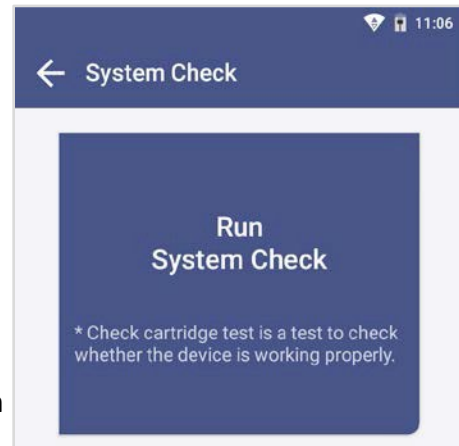 11:06
System Check
Run
System Check
* Check cartridge test is a test to check
whether the device is working properly.